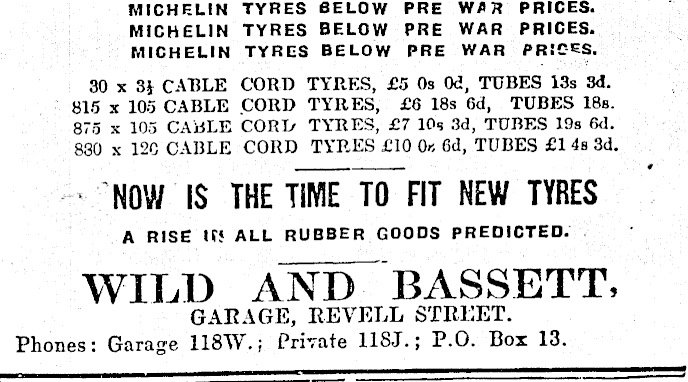 MICHELIN TYRES BELOW PRE WAR PRICES.
MICHELIN TYRES BELOW PRE WAR PRICES.
MICHELIN TYRES BELOW PRE WAR PRICES.
30 x 3½ CABLE CORD TYRES, £5 0s 0d, TUBES 13s 3d.
815 x 105 CABLE CORD TYRES, £6 18s 6d, TUBES 18s.
875 x 105 CABLE CORD TYRES, £7 10s 3d, TUBES 19s 6d.
830 x 120 CABLE CORD TYRES £10 0s 6d, TUBES £1 4s 3d.
NOW IS THE TIME TO FIT NEW TYRES
A RISE IN ALL RUBBER GOODS PREDICTED.
WILD AND BASSETT,
GARAGE, REVELL STREET.
Phones: Garage 118W.; Private 118J.; P.O. Box 13.